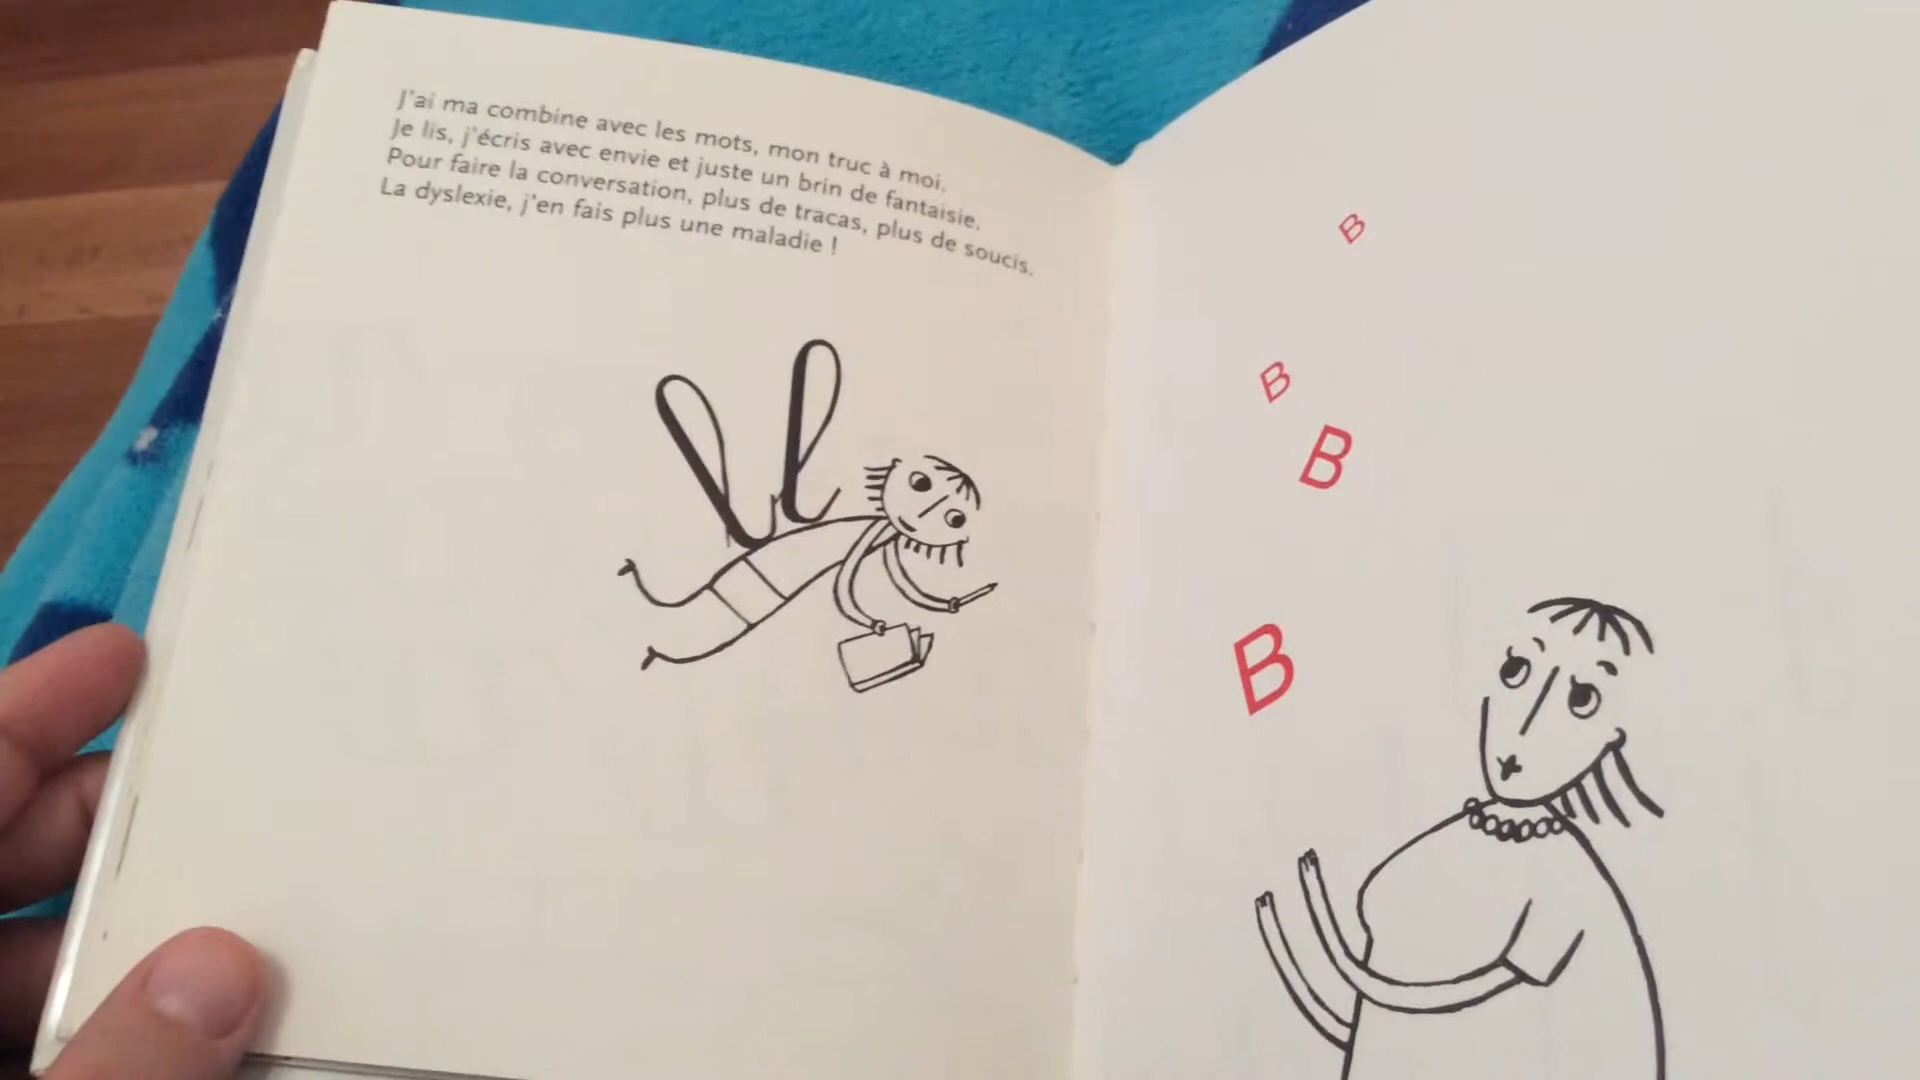 J'ai ma combine avec les mots, mon truc à moi.
Je lis, j'écris avec envie et juste un brin de fantaisie.
Pour faire la conversation, plus de tracas, plus de soucis.
La dyslexie, j'en fais plus une maladie !
ll
B
B
B
B